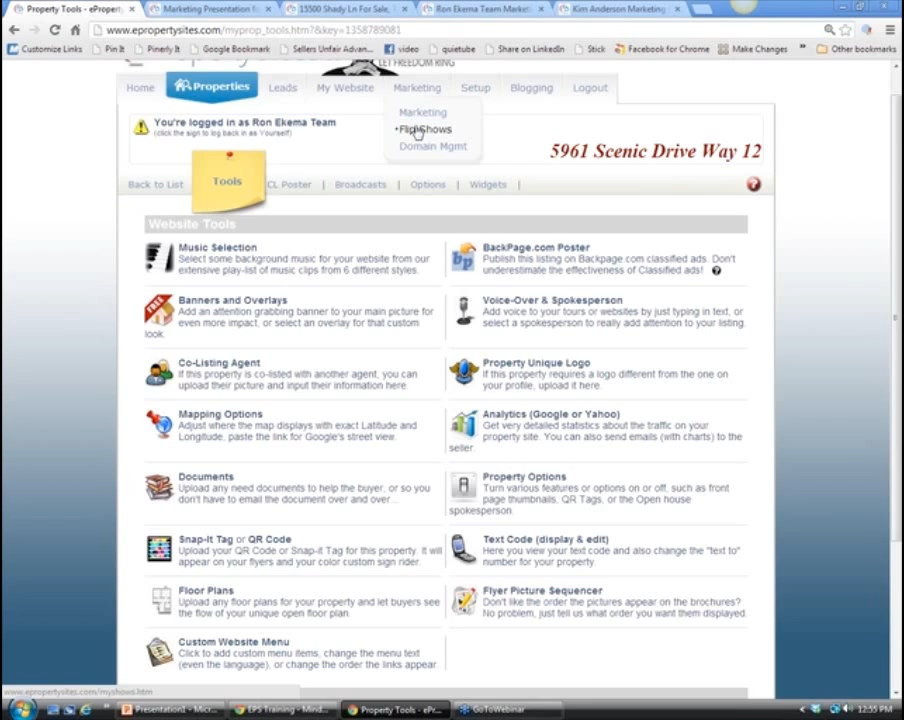 Property Tools - eProperty
Marketing Presentation fo
15500 Shady Ln For Sale,
Ron Ekema Team Market
Kim Anderson Marketing
www.epropertysites.com/myprop_tools.htm?&key=1358789081
Customize Links
Pin It
Pinerly It
Google Bookmark
Sellers Unfair Advan...
video
quietube
Share on LinkedIn
Stick
Facebook for Chrome
Make Changes
»
Other bookmarks
LET FREEDOM RING
Home
Properties
Leads
My Website
Marketing
Setup
Blogging
Logout
Marketing
FlipShows
Domain Mgmt
You're logged in as Ron Ekema Team
(click the sign to log back in as Yourself)
5961 Scenic Drive Way 12
Back to List
Tools
CL Poster | Broadcasts | Options | Widgets |
Website Tools
Music Selection
Select some background music for your website from our
extensive play-list of music clips from 6 different styles.
BackPage.com Poster
Publish this listing on Backpage.com classified ads. Don't
underestimate the effectiveness of Classified ads!
Banners and Overlays
Add an attention grabbing banner to your main picture for
even more impact, or select an overlay for that custom
look.
Voice-Over & Spokesperson
Add voice to your tours or websites by just typing in text, or
select a spokesperson to really add attention to your listing.
Co-Listing Agent
If this property is co-listed with another agent, you can
upload their picture and input their information here.
Property Unique Logo
If this property requires a logo different from the one on
your profile, upload it here.
Mapping Options
Adjust where the map displays with exact Latitude and
Longitude, paste the link for Google's street view.
Analytics (Google or Yahoo)
Get very detailed statistics about the traffic on your
property site. You can also send emails (with charts) to the
seller.
Documents
Upload any need documents to help the buyer, or so you
don't have to email the document over and over...
Property Options
Turn various features or options on or off, such as front
page thumbnails, QR Tags, or the Open house
spokesperson.
Snap-It Tag or QR Code
Upload your QR Code or Snap-it Tag for this property. It will
appear on your flyers and your color custom sign rider.
Text Code (display & edit)
Here you view your text code and also change the "text to"
number for your property.
Floor Plans
Upload any floor plans for your property and let buyers see
the flow of your unique open floor plan.
Flyer Picture Sequencer
Don't like the order the pictures appear on the brochures?
No problem, just tell us what order you want them displayed.
Custom Website Menu
Click to add custom menu items, change the menu text
(even the language), or change the order the links appear
www.epropertysites.com/myshows.htm
Presentation1 - Micr...
EPS Training - Mind...
Property Tools - ePr...
GoToWebinar
12:55 PM